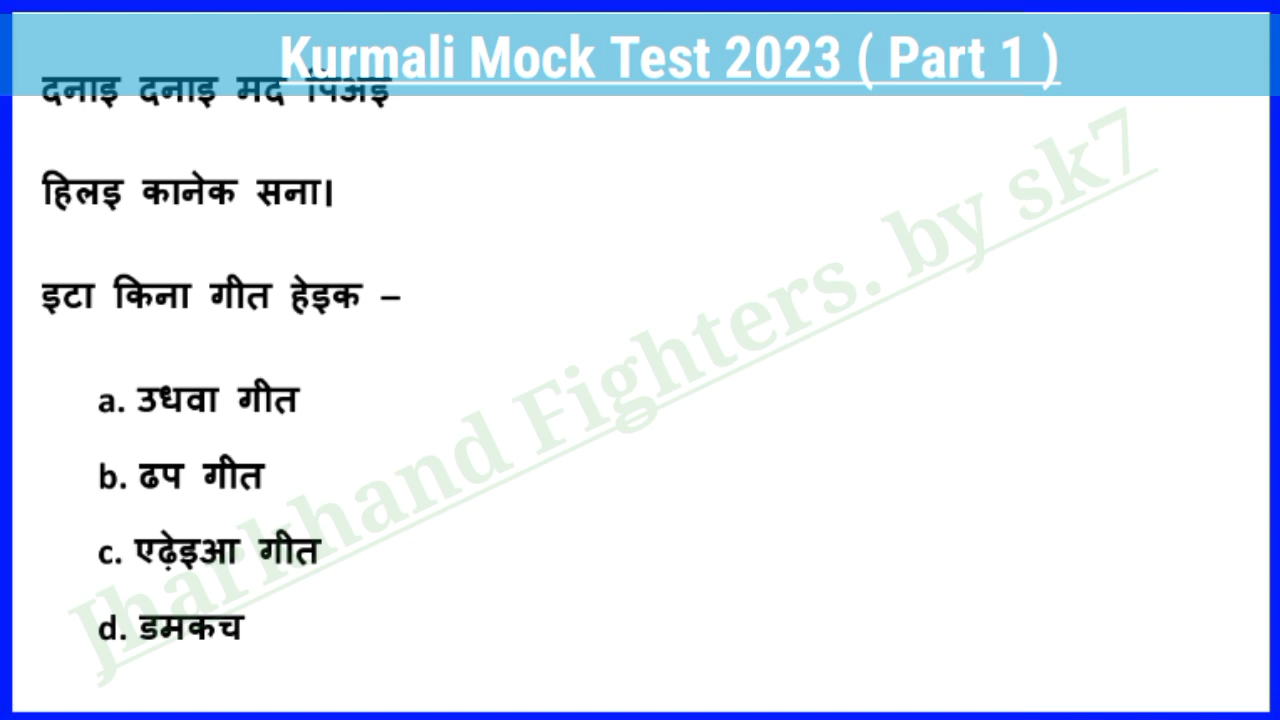 Kurmali Mock Test 2023 ( Part 1 )
दनाइ दनाइ मद पिअइ
हिलइ कानेक सना।
इटा किना गीत हेइक –
a. उधवा गीत
b. ढप गीत
c. एढ़ेइआ गीत
d. डमकच
Jharkhand Fighters. by sk7